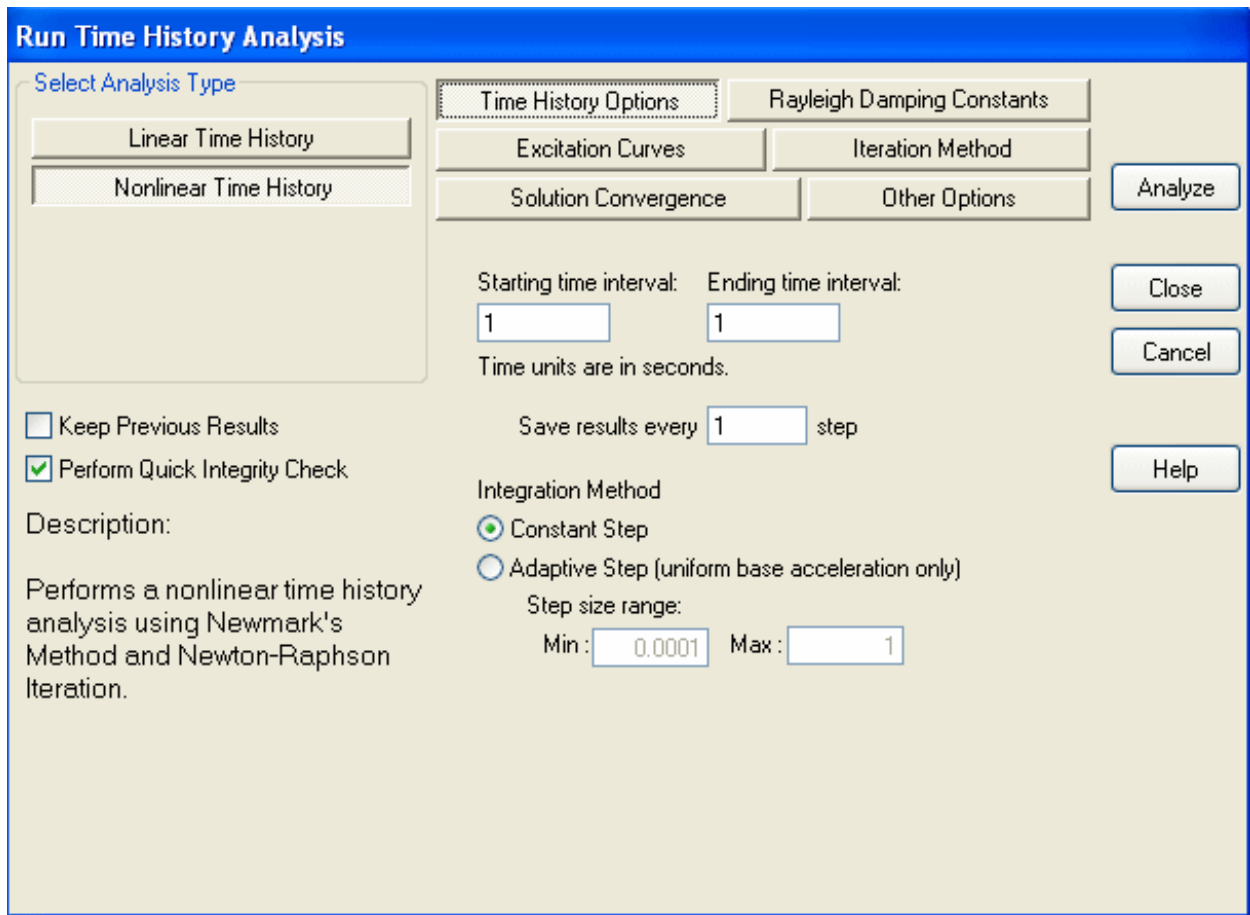 Run Time History Analysis
Select Analysis Type
Linear Time History
Nonlinear Time History
Time History Options
Rayleigh Damping Constants
Excitation Curves
Iteration Method
Solution Convergence
Other Options
Analyze
Close
Cancel
Help
Starting time interval: Ending time interval:
1 1
Time units are in seconds.
Save results every 1 step
Keep Previous Results
Perform Quick Integrity Check
Description:
Performs a nonlinear time history
analysis using Newmark's
Method and Newton-Raphson
Iteration.
Integration Method
Constant Step
Adaptive Step (uniform base acceleration only)
Step size range:
Min : 0.0001 Max : 1